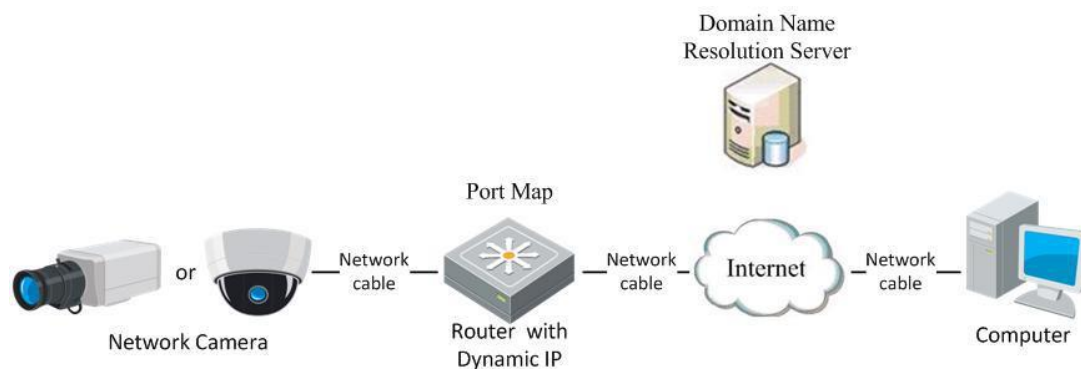 Domain Name
Resolution Server
Port Map
or
Network
cable
Network
cable
Internet
Network
cable
Network Camera
Router with
Dynamic IP
Computer